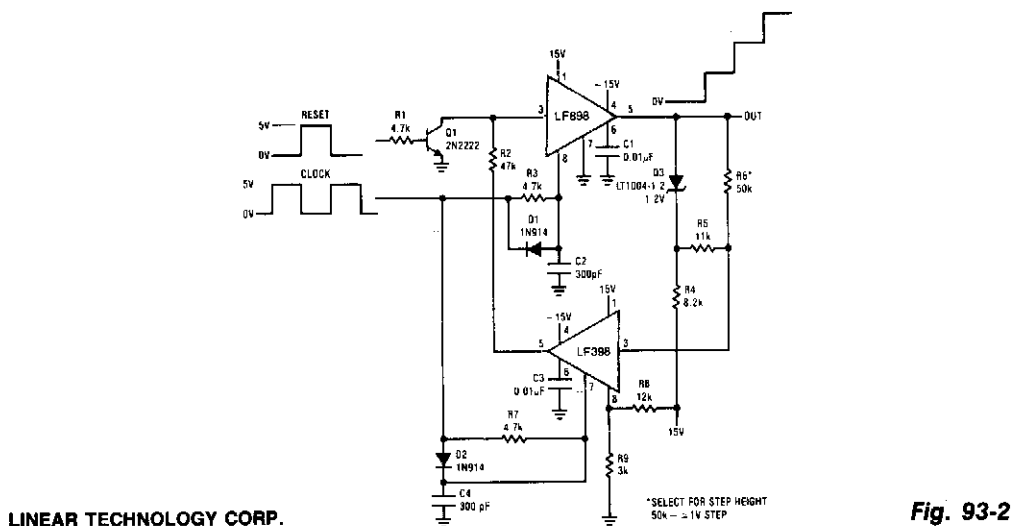 15V
1
-15V
4
3
LF898
5
OUT
0V
6
7
8
RESET
5V
0V
R1
4.7k
Q1
2N2222
R2
47k
C1
0.01μF
CLOCK
5V
0V
R3
4.7k
D1
1N914
C2
300pF
Q3
LT1004-1.2
1.2V
R6*
50k
R5
11k
R4
8.2k
15V
1
-15V
4
5
LF398
3
C3
0.01μF
6
7
8
R8
12k
15V
R7
4.7k
D2
1N914
R9
3k
C4
300 pF
*SELECT FOR STEP HEIGHT
50k — ≃ 1V STEP
LINEAR TECHNOLOGY CORP.
Fig. 93-2